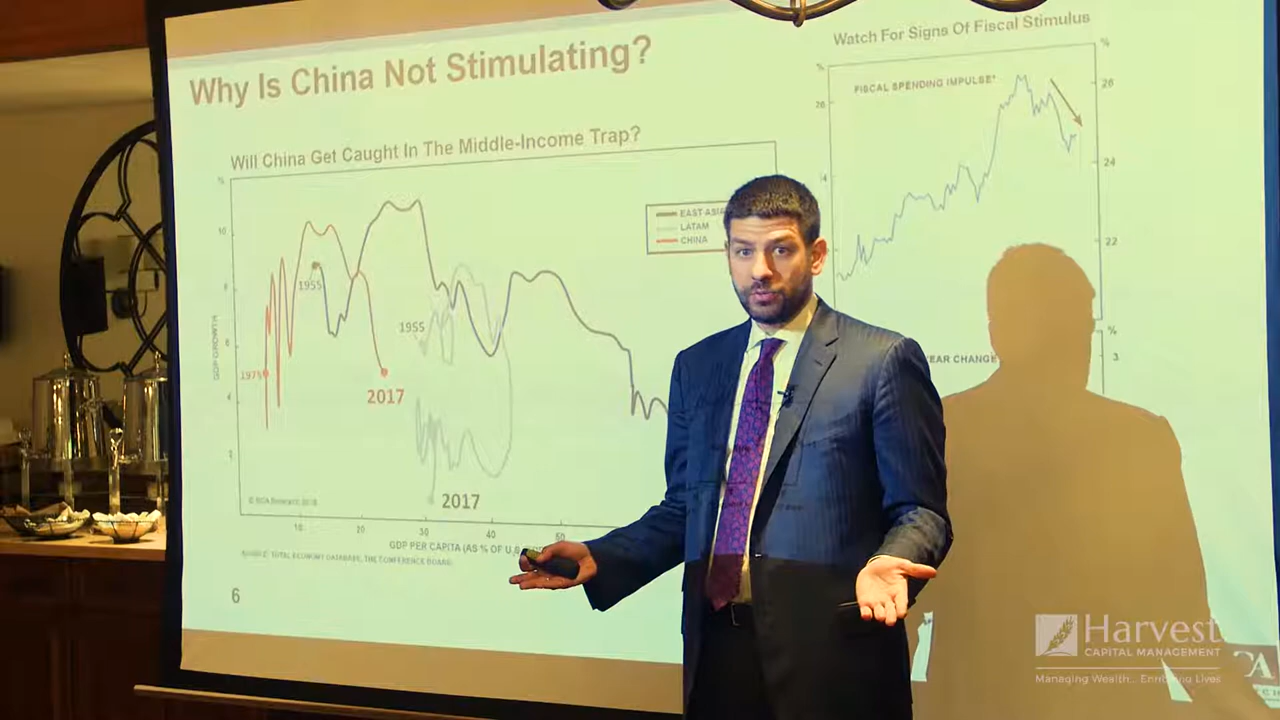 Why Is China Not Stimulating?
Will China Get Caught In The Middle-Income Trap?
%
10
8
6
4
GDP GROWTH
EAST ASIA
LATAM
CHINA
1955
1955
2017
2017
10
20
30
40
50
GDP PER CAPITA (AS % OF U.S.
© BCA Research 2018
SOURCE: TOTAL ECONOMY DATABASE, THE CONFERENCE BOARD.
6
Watch For Signs Of Fiscal Stimulus
%
%
FISCAL SPENDING IMPULSE*
26
26
24
22
%
YEAR CHANGE
3
Harvest
CAPITAL MANAGEMENT
Managing Wealth... Enriching Lives